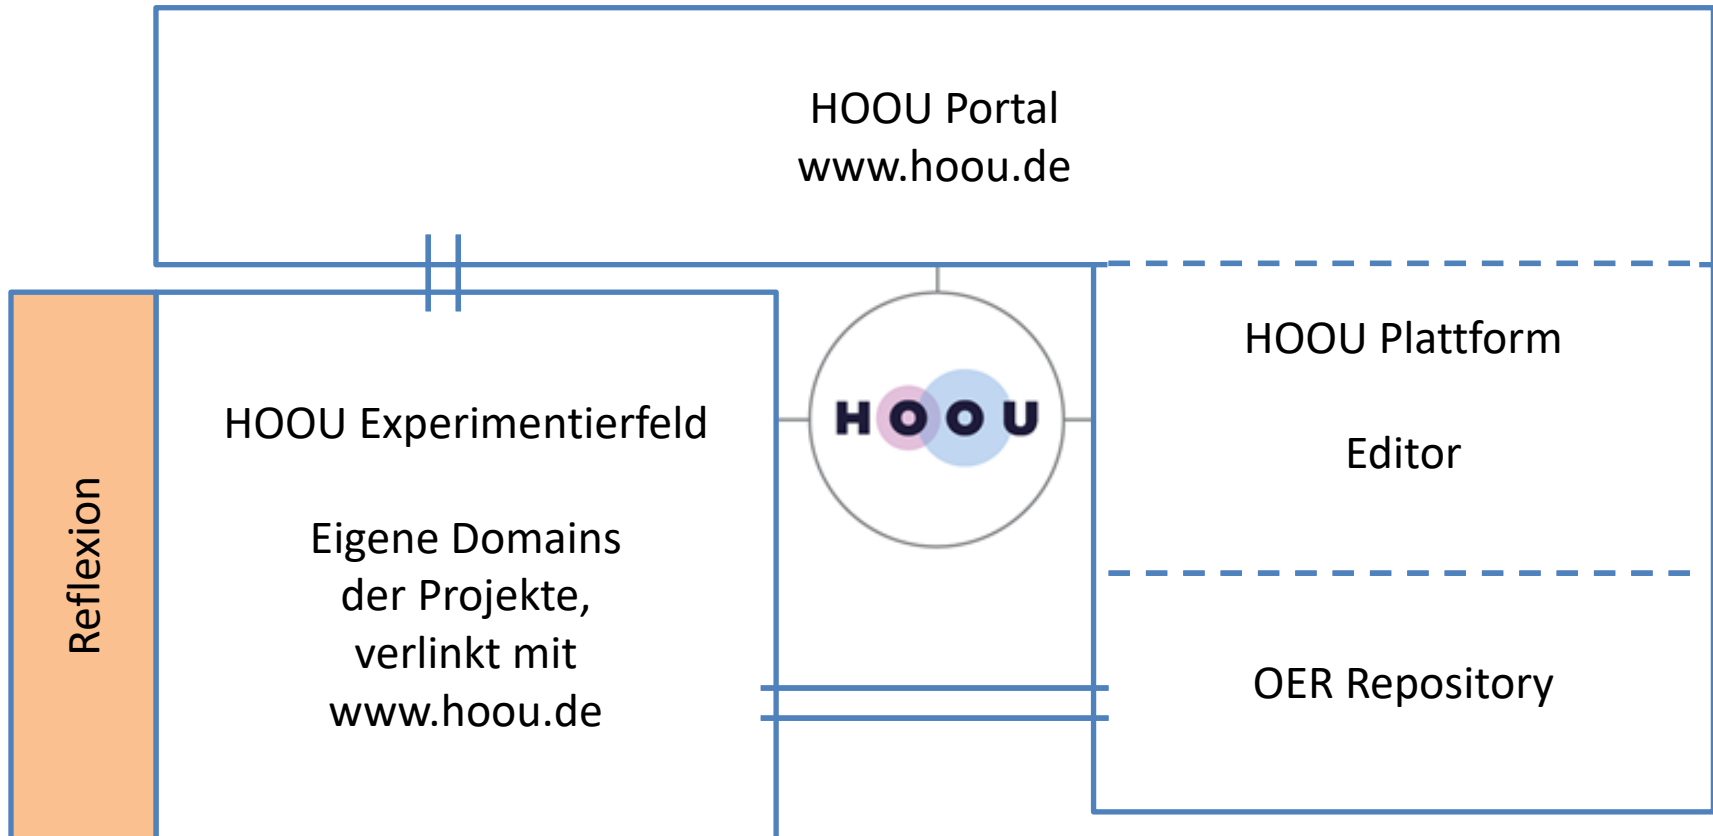 HOOU Portal
www.hoou.de
Reflexion
HOOU Experimentierfeld
Eigene Domains
der Projekte,
verlinkt mit
www.hoou.de
HOOU
HOOU Plattform
Editor
OER Repository